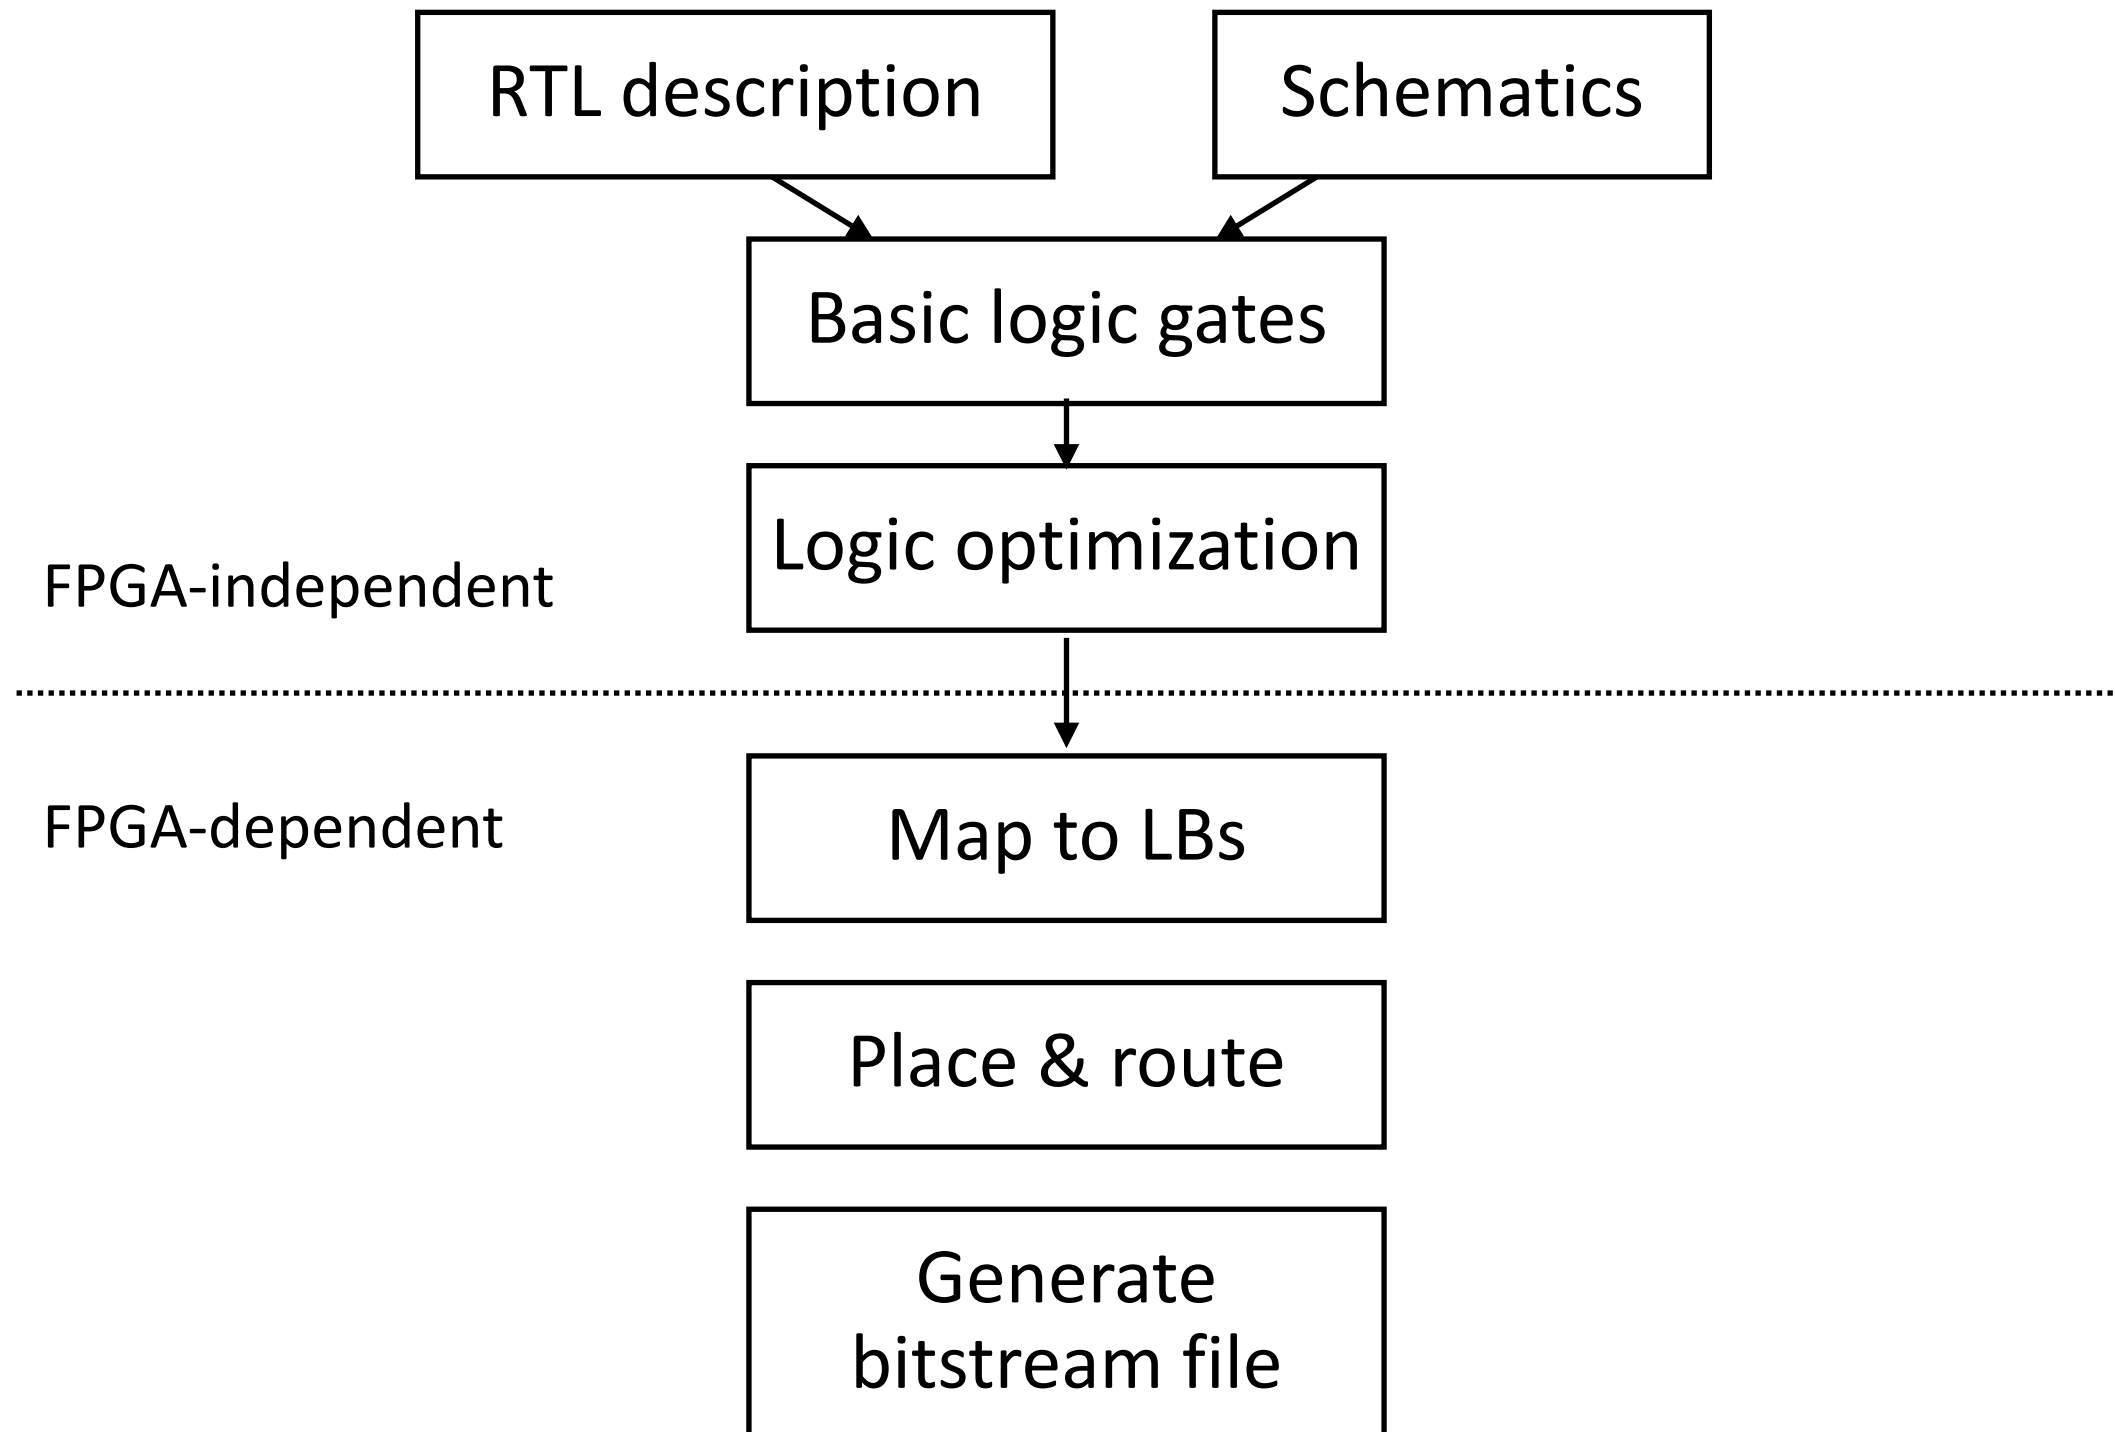 RTL description
Schematics
Basic logic gates
Logic optimization
FPGA-independent
FPGA-dependent
Map to LBs
Place & route
Generate
bitstream file